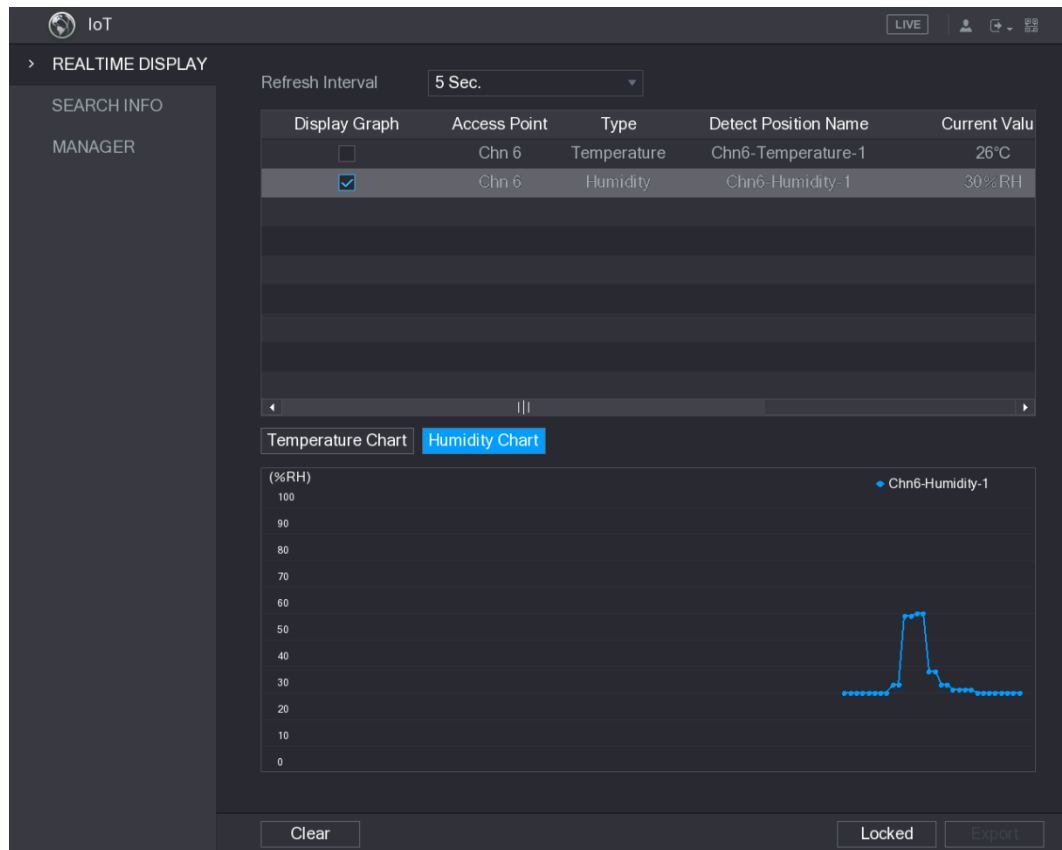 IoT LIVE
REALTIME DISPLAY
SEARCH INFO
MANAGER
Refresh Interval 5 Sec.
Display Graph Access Point Type Detect Position Name Current Valu
Chn 6 Temperature Chn6-Temperature-1 26°C
Chn 6 Humidity Chn6-Humidity-1 30%RH
Temperature Chart Humidity Chart
(%RH) Chn6-Humidity-1
100
90
80
70
60
50
40
30
20
10
0
Clear Locked Export